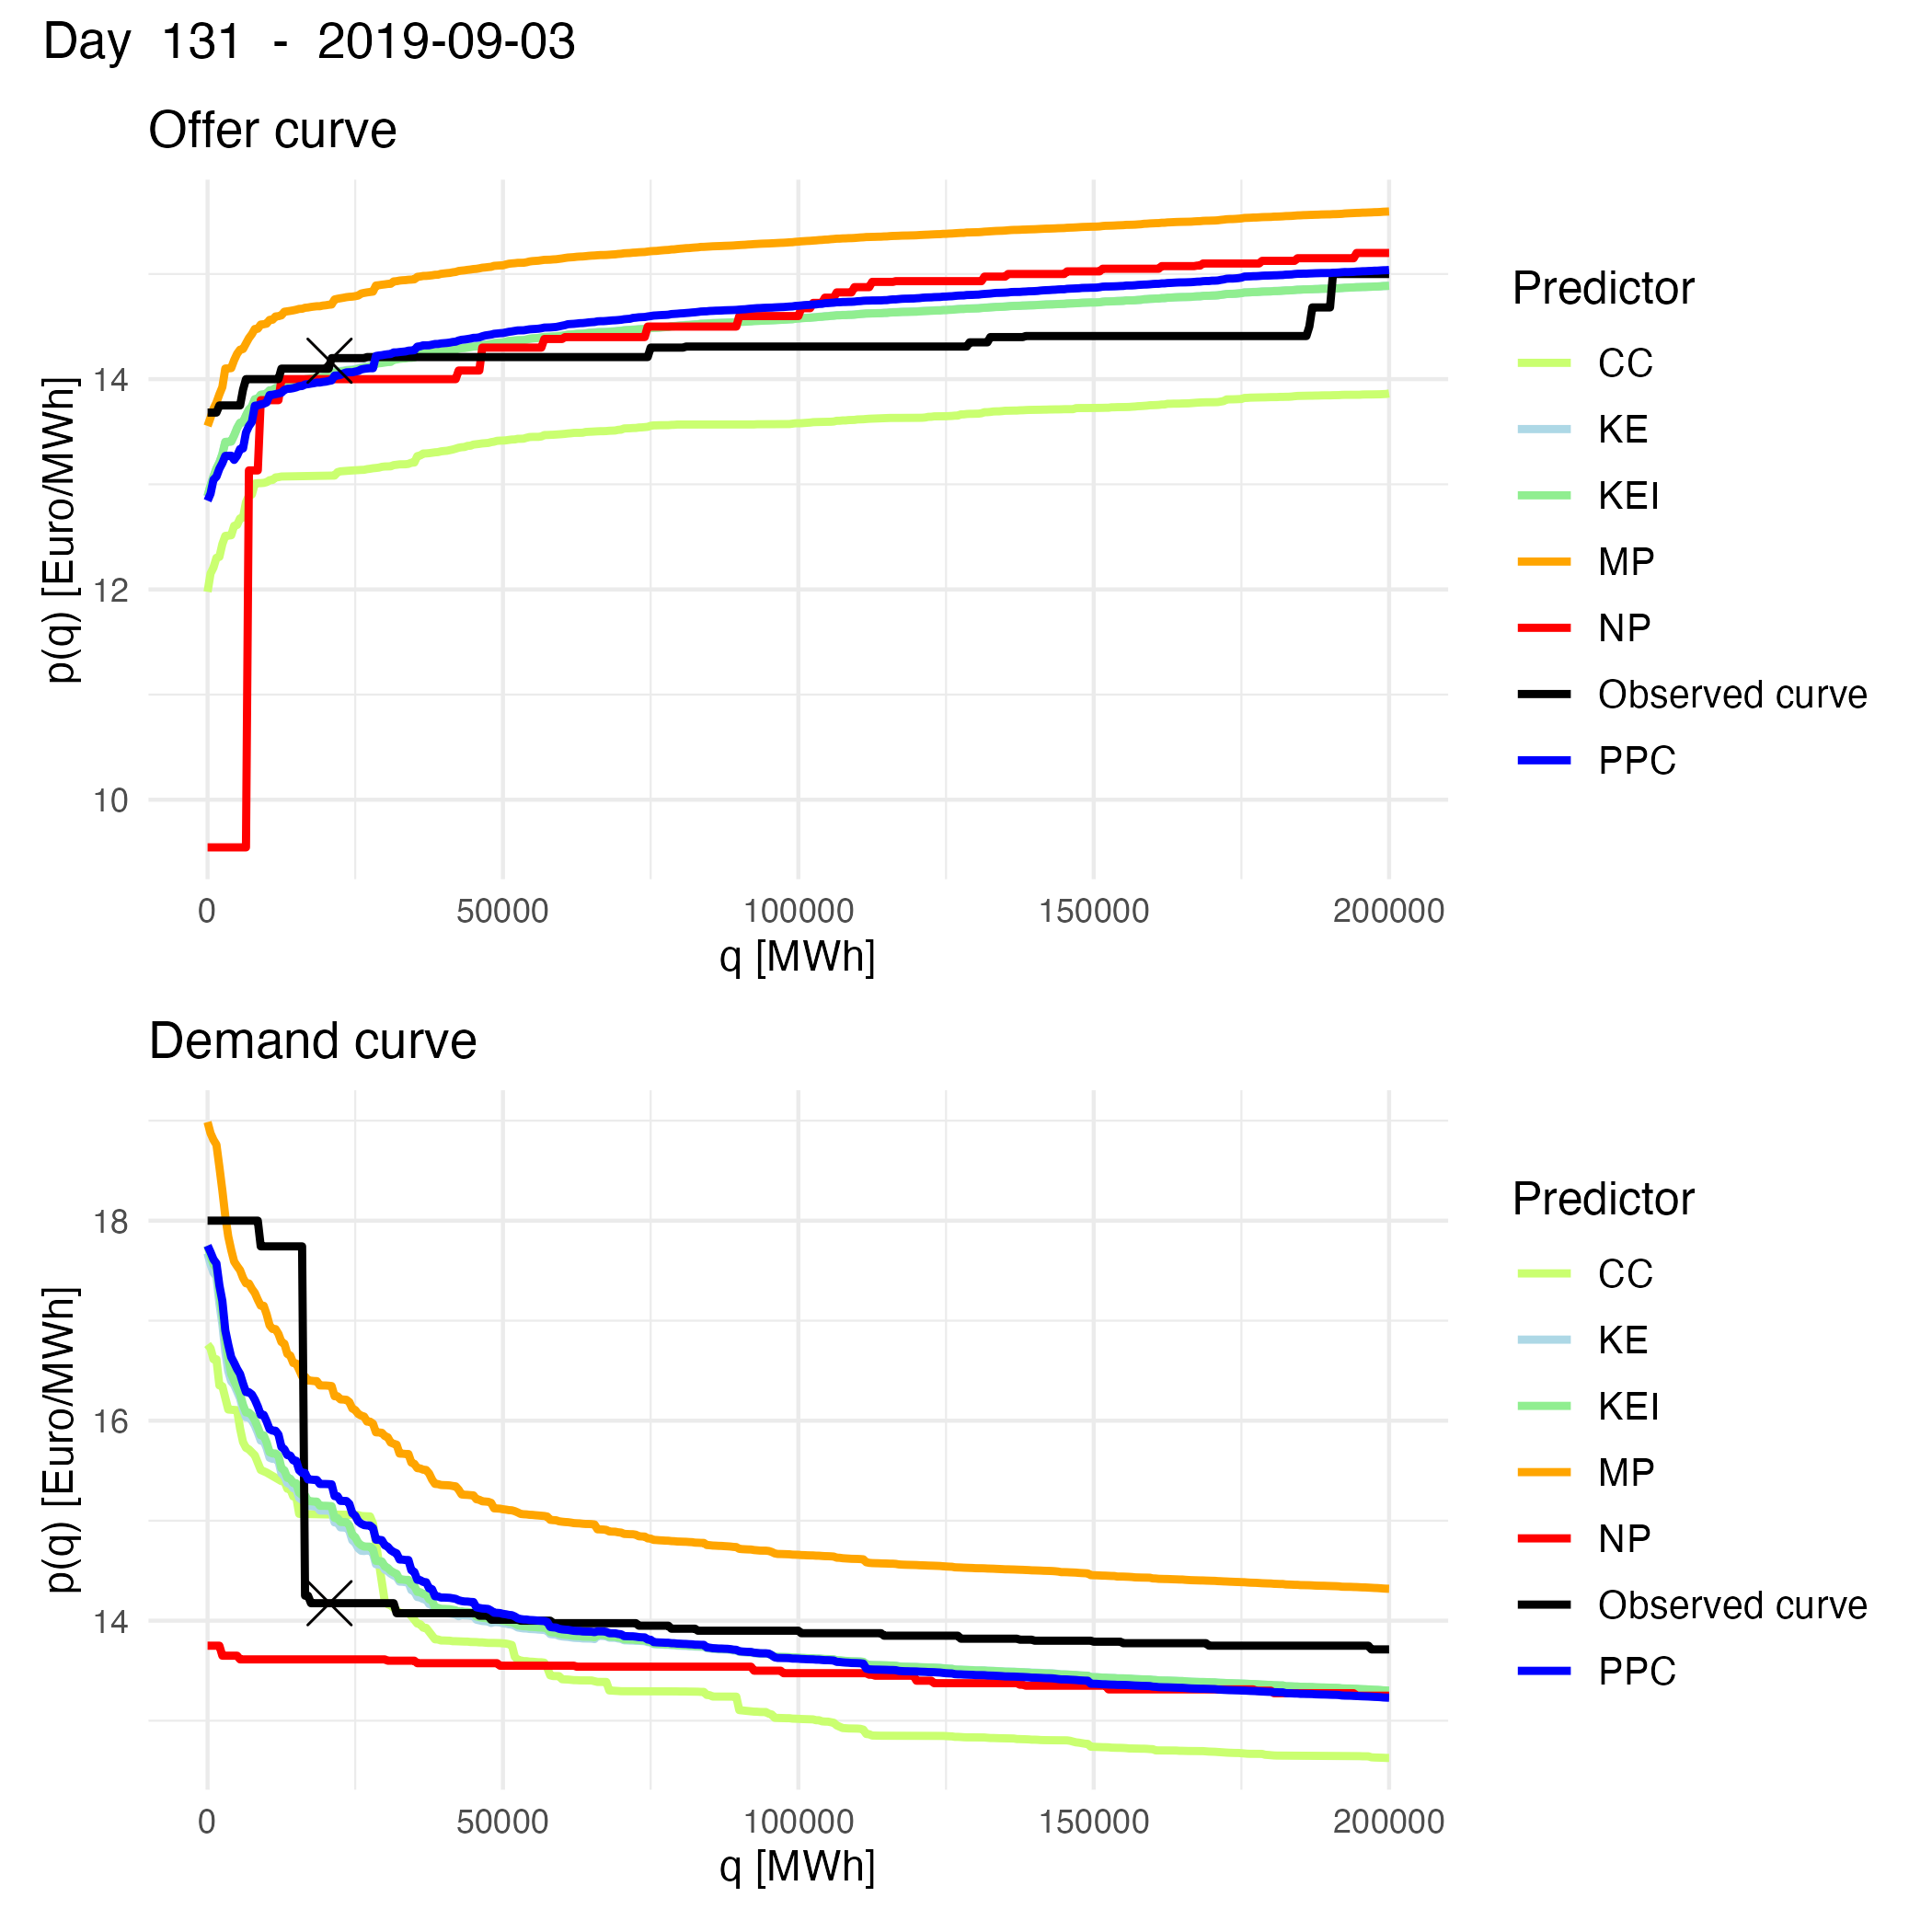 Day 131 - 2019-09-03
Offer curve
p(q) [Euro/MWh]
14
12
10
0 50000 100000 150000 200000
q [MWh]
Predictor
CC
KE
KEI
MP
NP
Observed curve
PPC
Demand curve
p(q) [Euro/MWh]
18
16
14
0 50000 100000 150000 200000
q [MWh]
Predictor
CC
KE
KEI
MP
NP
Observed curve
PPC